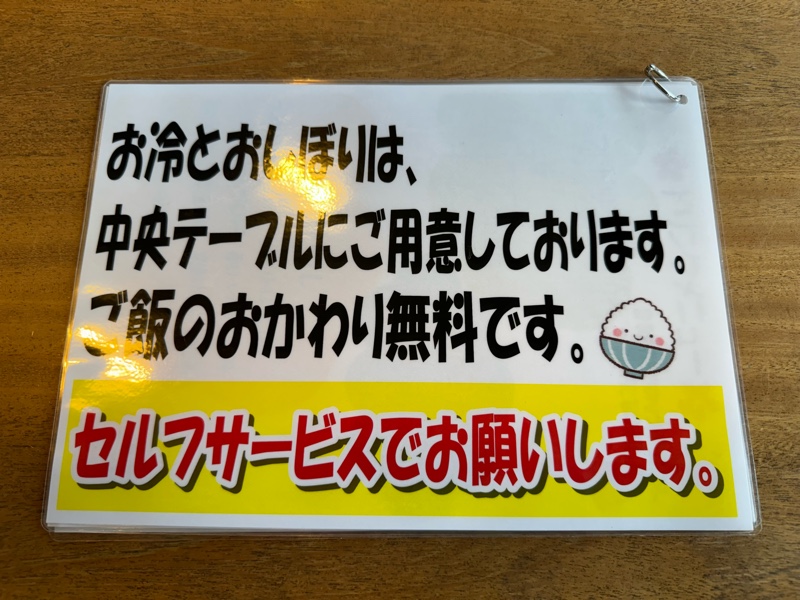 お冷とおしぼりは、
中央テーブルにご用意しております。
ご飯のおかわり無料です。
セルフサービスでお願いします。